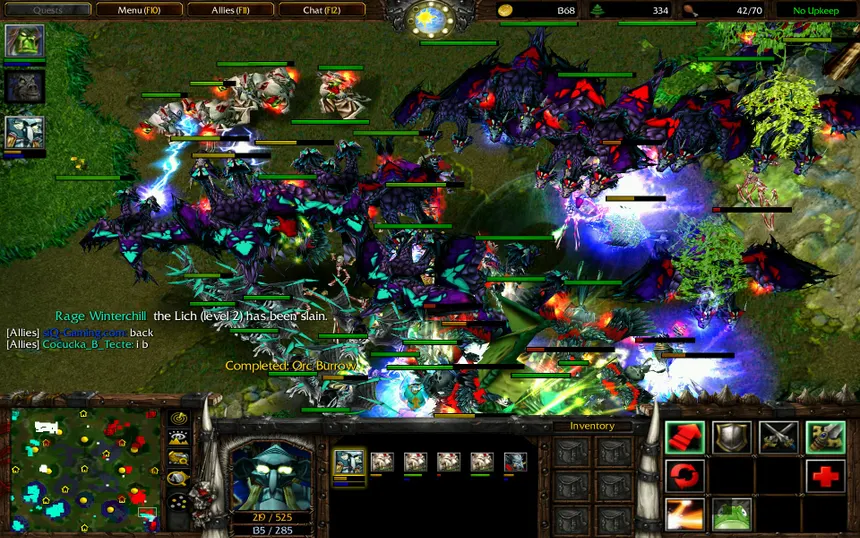 Quests
Menu (F10)
Allies (F11)
Chat (F12)
1368
334
42/70
No Upkeep
Rage Winterchill the Lich (level 2) has been slain.
[Allies] back
[Allies] Cocucka_B_Tecte: i b
Completed: Orc Burrow
Inventory
219 / 525
135 / 285